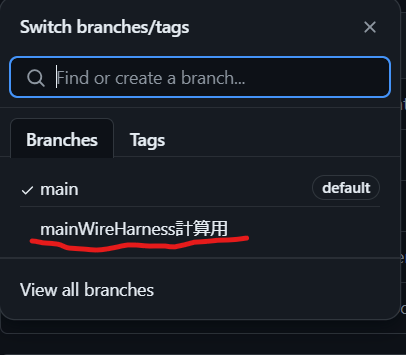 Switch branches/tags
Find or create a branch...
Branches Tags
main default
mainWireHarness計算用
View all branches